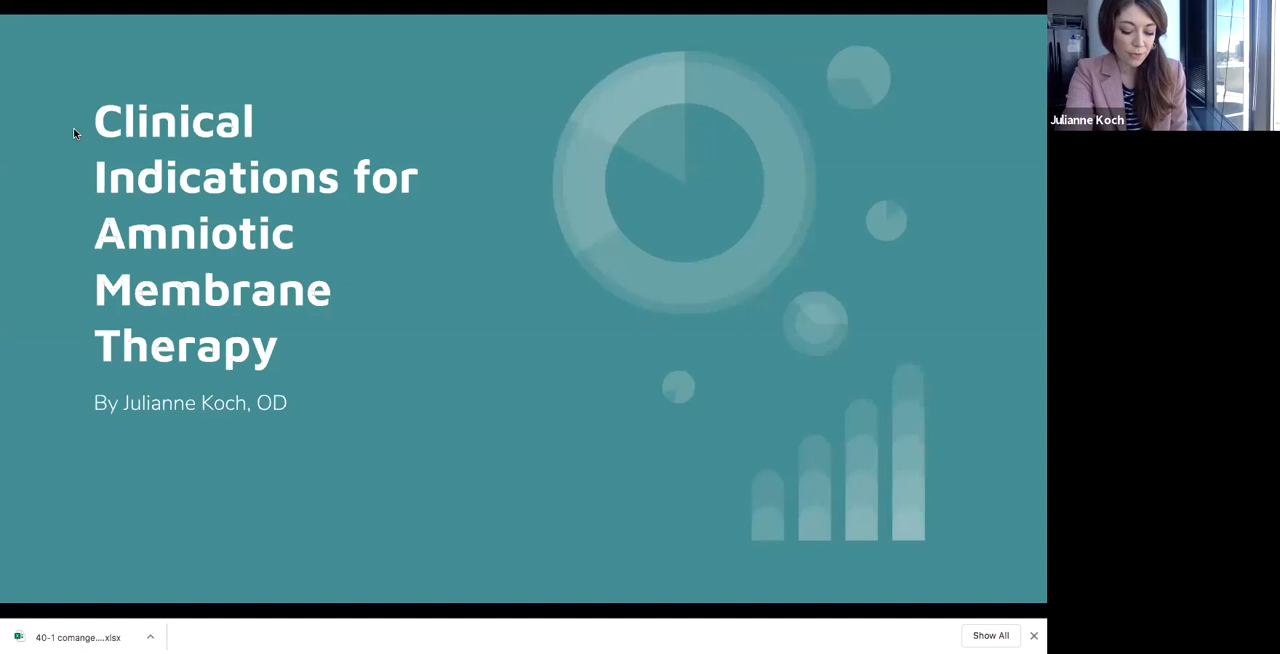 Clinical
Indications for
Amniotic
Membrane
Therapy
By Julianne Koch, OD
Julianne Koch
40-1 comange....xlsx
Show All